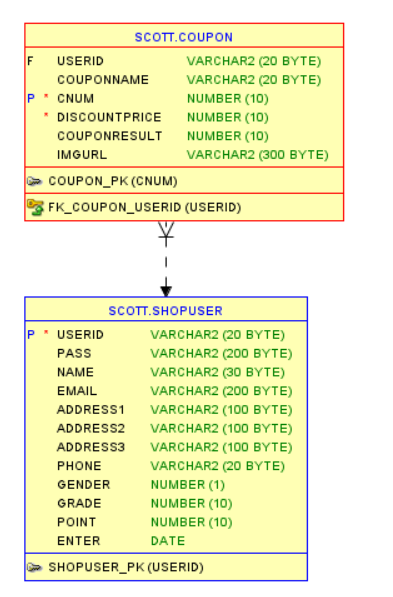 SCOTT.COUPON
F USERID VARCHAR2 (20 BYTE)
COUPONNAME VARCHAR2 (20 BYTE)
P * CNUM NUMBER (10)
* DISCOUNTPRICE NUMBER (10)
COUPONRESULT NUMBER (10)
IMGURL VARCHAR2 (300 BYTE)
COUPON_PK (CNUM)
FK_COUPON_USERID (USERID)
SCOTT.SHOPUSER
P * USERID VARCHAR2 (20 BYTE)
PASS VARCHAR2 (200 BYTE)
NAME VARCHAR2 (30 BYTE)
EMAIL VARCHAR2 (200 BYTE)
ADDRESS1 VARCHAR2 (100 BYTE)
ADDRESS2 VARCHAR2 (100 BYTE)
ADDRESS3 VARCHAR2 (100 BYTE)
PHONE VARCHAR2 (20 BYTE)
GENDER NUMBER (1)
GRADE NUMBER (10)
POINT NUMBER (10)
ENTER DATE
SHOPUSER_PK (USERID)